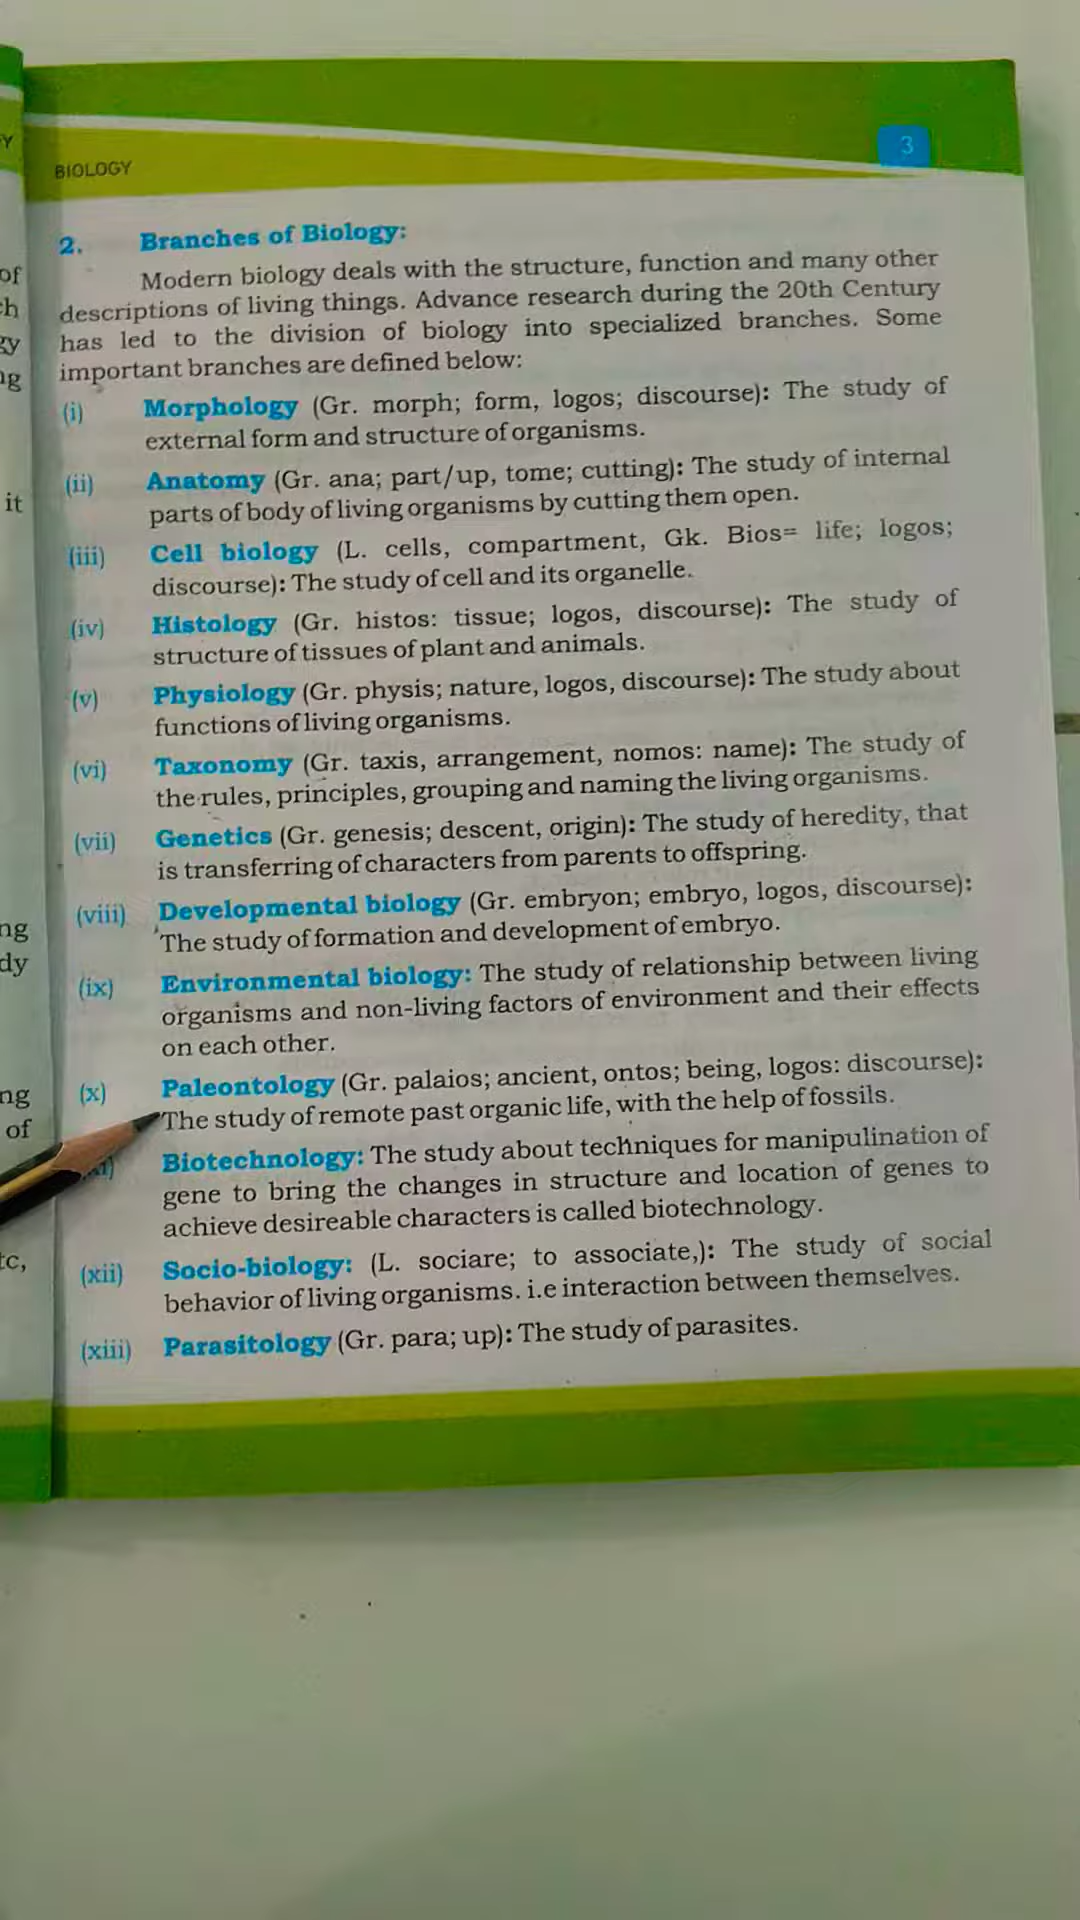 BIOLOGY
3
2. Branches of Biology:
Modern biology deals with the structure, function and many other
descriptions of living things. Advance research during the 20th Century
has led to the division of biology into specialized branches. Some
important branches are defined below:
(i) Morphology (Gr. morph; form, logos; discourse): The study of
external form and structure of organisms.
(ii) Anatomy (Gr. ana; part/up, tome; cutting): The study of internal
parts of body of living organisms by cutting them open.
(iii) Cell biology (L. cells, compartment, Gk. Bios= life; logos;
discourse): The study of cell and its organelle.
(iv) Histology (Gr. histos: tissue; logos, discourse): The study of
structure of tissues of plant and animals.
(v) Physiology (Gr. physis; nature, logos, discourse): The study about
functions of living organisms.
(vi) Taxonomy (Gr. taxis, arrangement, nomos: name): The study of
the rules, principles, grouping and naming the living organisms.
(vii) Genetics (Gr. genesis; descent, origin): The study of heredity, that
is transferring of characters from parents to offspring.
(viii) Developmental biology (Gr. embryon; embryo, logos, discourse):
The study of formation and development of embryo.
(ix) Environmental biology: The study of relationship between living
organisms and non-living factors of environment and their effects
on each other.
(x) Paleontology (Gr. palaios; ancient, ontos; being, logos: discourse):
The study of remote past organic life, with the help of fossils.
Biotechnology: The study about techniques for manipulination of
gene to bring the changes in structure and location of genes to
achieve desireable characters is called biotechnology.
(xii) Socio-biology: (L. sociare; to associate,): The study of social
behavior of living organisms. i.e interaction between themselves.
(xiii) Parasitology (Gr. para; up): The study of parasites.